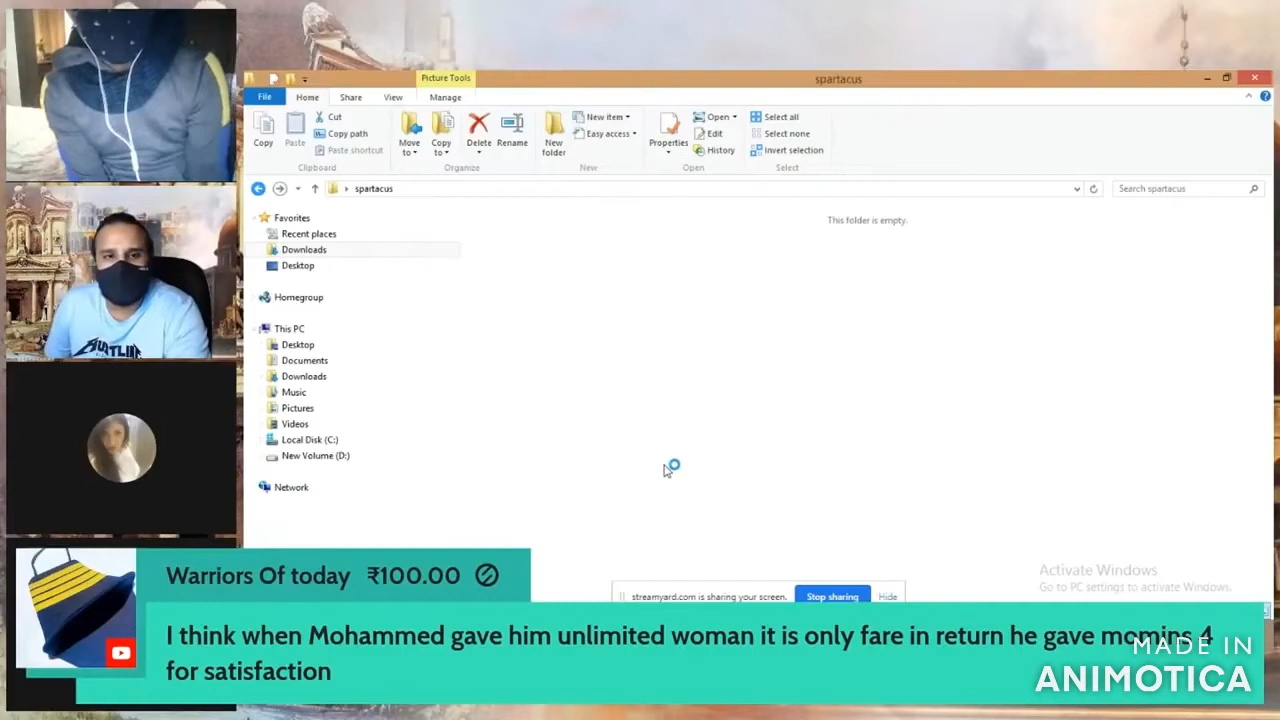 Picture Tools
spartacus
File
Home
Share
View
Manage
Copy
Paste
Cut
Copy path
Paste shortcut
Move to
Copy to
Delete
Rename
New folder
New item
Easy access
Properties
Open
Edit
History
Select all
Select none
Invert selection
Clipboard
Organize
New
Open
Select
spartacus
Search spartacus
This folder is empty.
Favorites
Recent places
Downloads
Desktop
Homegroup
This PC
Desktop
Documents
Downloads
Music
Pictures
Videos
Local Disk (C:)
New Volume (D:)
Network
Activate Windows
Go to PC settings to activate Windows.
streamyard.com is sharing your screen.
Stop sharing
Hide
Warriors Of today ₹100.00
I think when Mohammed gave him unlimited woman it is only fare in return he gave 4
for satisfaction
MADE IN
ANIMOTICA